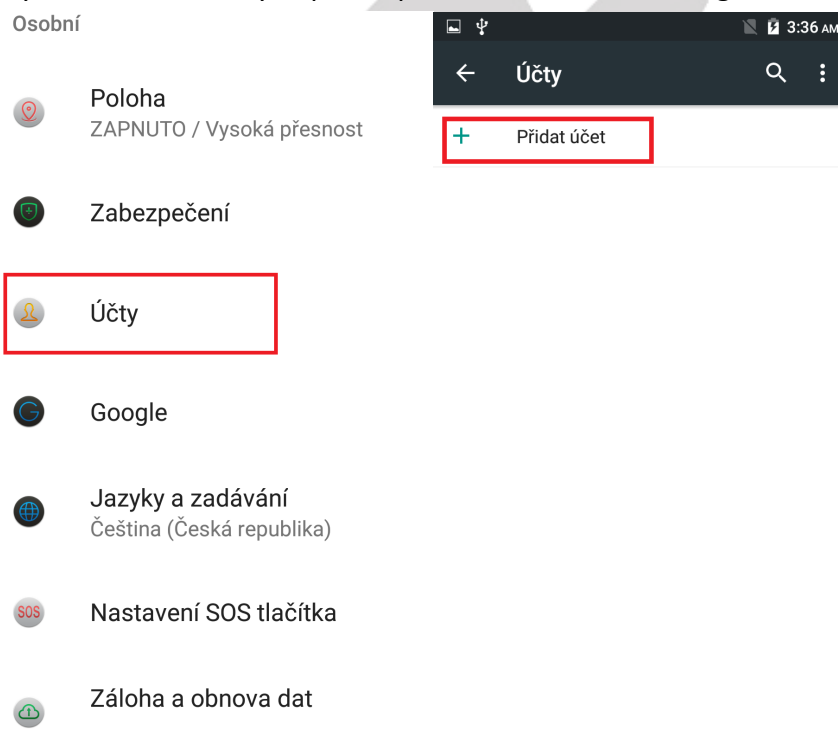 Osobní
Poloha
ZAPNUTO / Vysoká přesnost
Zabezpečení
Účty
Google
Jazyky a zadávání
Čeština (Česká republika)
SOS
Nastavení SOS tlačítka
Záloha a obnova dat
3:36 AM
Účty
Přidat účet